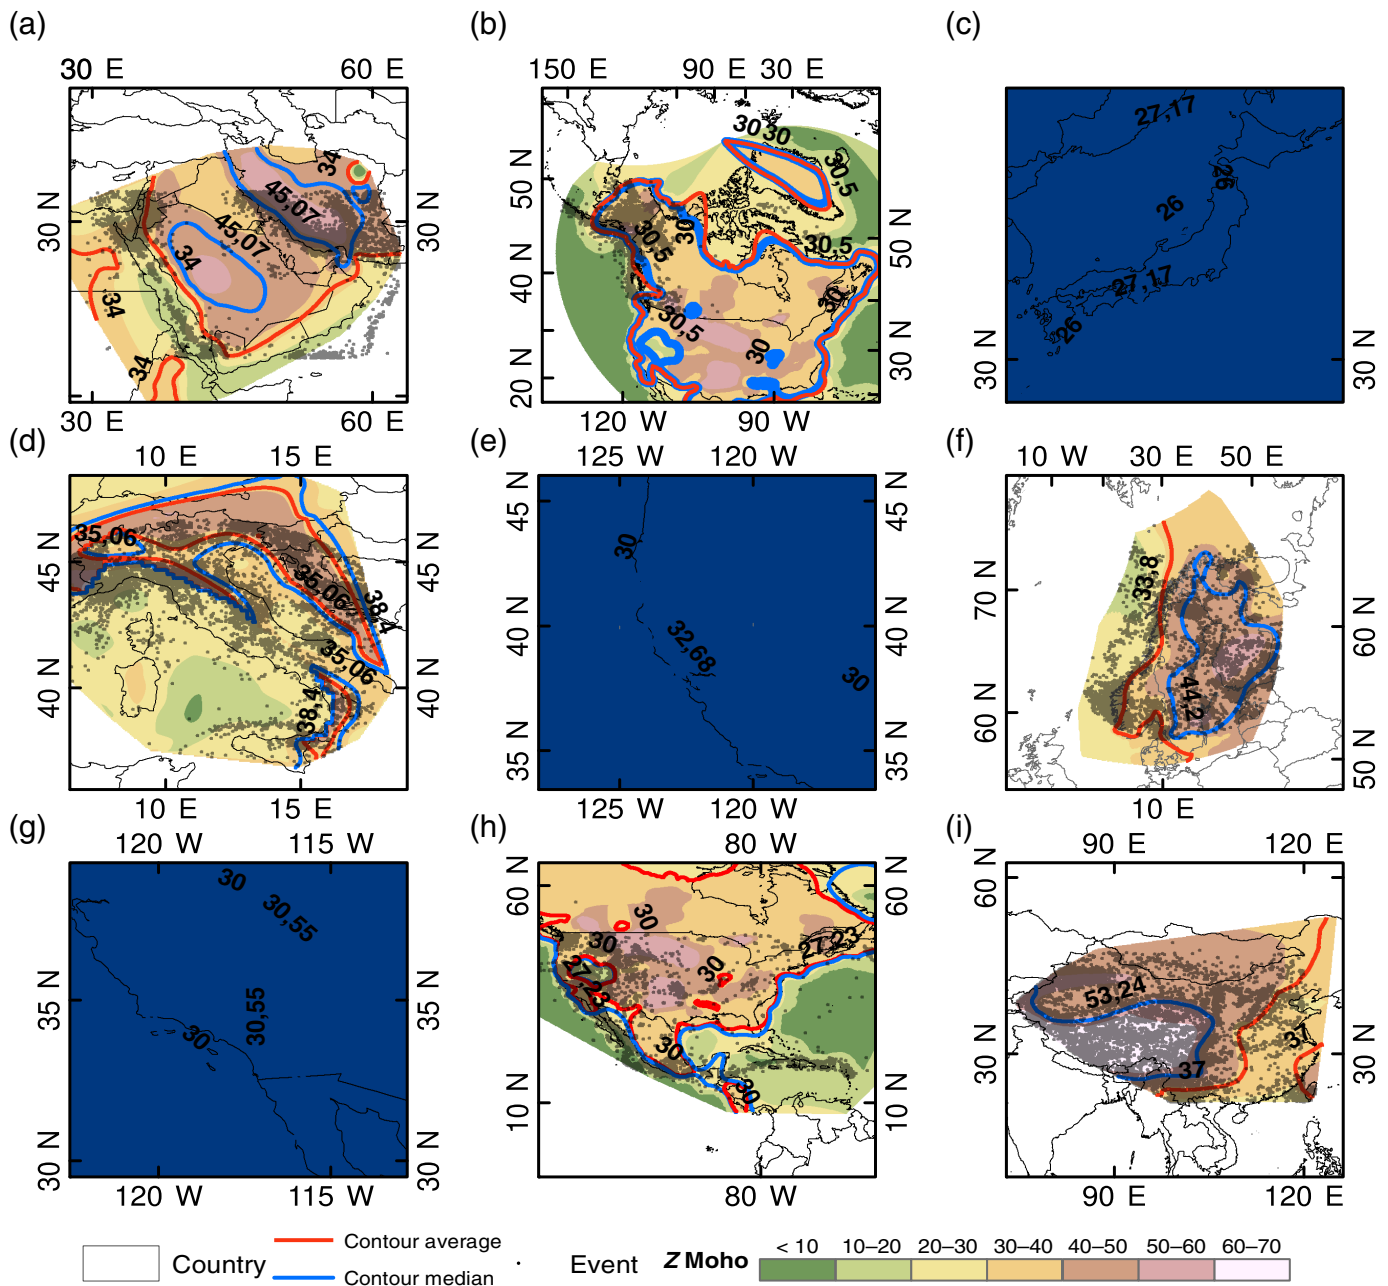 (a)
30 E 60 E
30 N
30 N
34
45,07
45,07
34
34
34
30 E 60 E
(b)
150 E 90 E 30 E
50 N
40 N
20 N
50 N
30 N
30 30
30,5
30,5
30
30,5
30
30,5
30
120 W 90 W
(c)
27,17
26
26
27,17
26
30 N
30 N
(d)
10 E 15 E
45 N
40 N
45 N
40 N
35,06
35,06
38,4
35,06
38,4
10 E 15 E
(e)
125 W 120 W
45 N
40 N
35 N
30
32,68
30
125 W 120 W
45 N
40 N
35 N
(f)
10 W 30 E 50 E
70 N
60 N
60 N
50 N
33,8
44,2
10 E
(g)
120 W 115 W
30
30,55
30,55
30
35 N
30 N
35 N
30 N
120 W 115 W
(h)
80 W
60 N
10 N
60 N
10 N
30
30
27,23
27,23
30
30
30
80 W
(i)
90 E 120 E
60 N
30 N
30 N
53,24
37
37
90 E 120 E
Country
Contour average
Contour median
Event
Z Moho
< 10 10–20 20–30 30–40 40–50 50–60 60–70